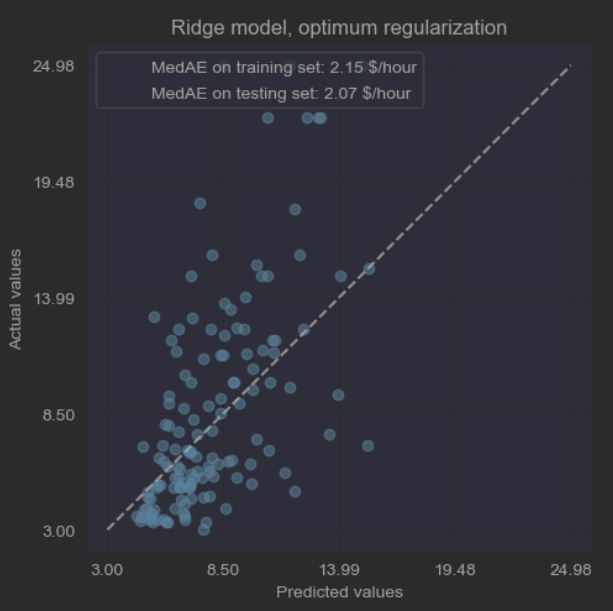 Ridge model, optimum regularization
24.98
MedAE on training set: 2.15 $/hour
MedAE on testing set: 2.07 $/hour
19.48
Actual values
13.99
8.50
3.00
3.00 8.50 13.99 19.48 24.98
Predicted values